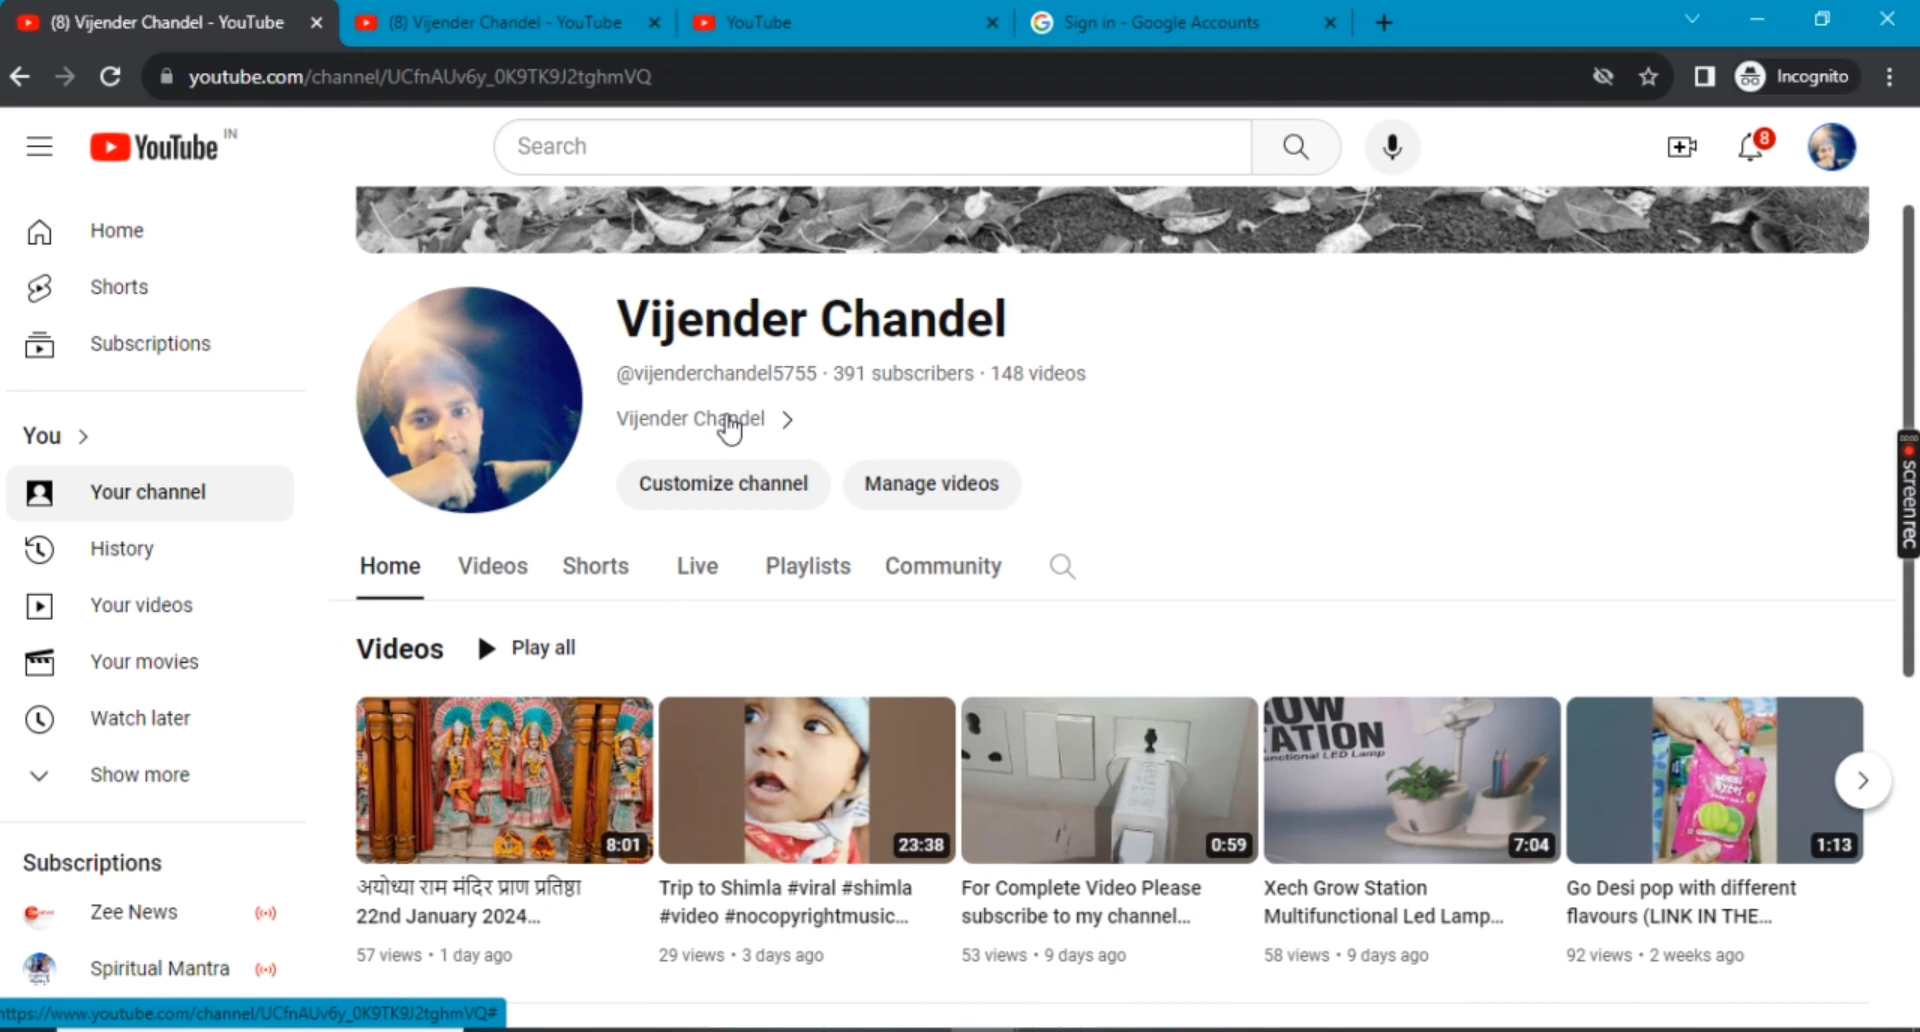 (8) Vijender Chandel - YouTube
(8) Vijender Chandel - YouTube
YouTube
Sign in - Google Accounts
youtube.com/channel/UCfnAUv6y_0K9TK9J2tghmVQ
Incognito
YouTube IN
Search
8
Home
Shorts
Subscriptions
You
Your channel
History
Your videos
Your movies
Watch later
Show more
Subscriptions
Zee News
Spiritual Mantra
Vijender Chandel
@vijenderchandel5755 · 391 subscribers · 148 videos
Vijender Chandel
Customize channel
Manage videos
Home
Videos
Shorts
Live
Playlists
Community
Videos
Play all
8:01
अयोध्या राम मंदिर प्राण प्रतिष्ठा
22nd January 2024...
57 views • 1 day ago
23:38
Trip to Shimla #viral #shimla
#video #nocopyrightmusic...
29 views • 3 days ago
0:59
For Complete Video Please
subscribe to my channel...
53 views • 9 days ago
ATION
7:04
Xech Grow Station
Multifunctional Led Lamp...
58 views • 9 days ago
1:13
Go Desi pop with different
flavours (LINK IN THE...
92 views • 2 weeks ago
screenrec
https://www.youtube.com/channel/UCfnAUv6y_0K9TK9J2tghmVQ#